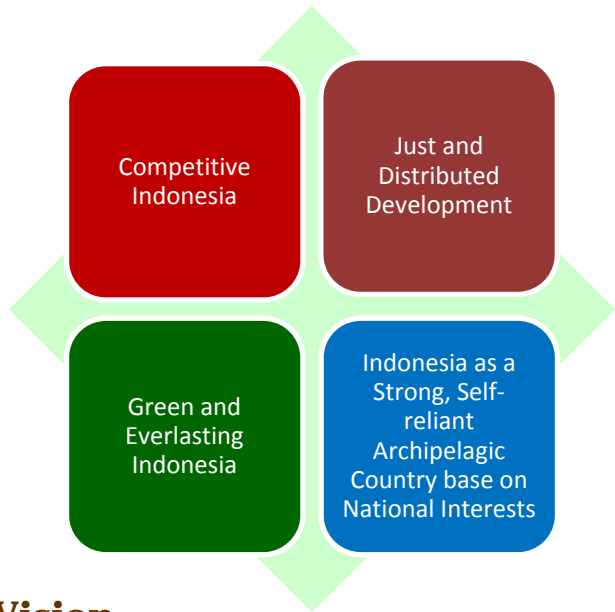 Competitive
Indonesia
Just and
Distributed
Development
Green and
Everlasting
Indonesia
Indonesia as a
Strong, Self-
reliant
Archipelagic
Country base on
National Interests
Vision